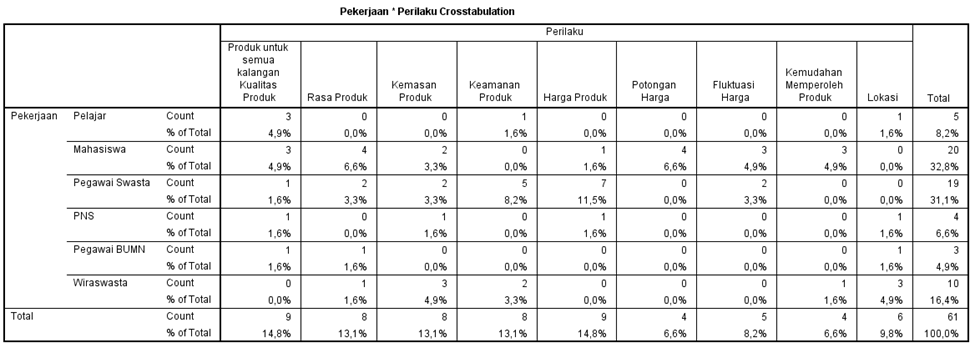 Pekerjaan * Perilaku Crosstabulation
Perilaku
Produk untuk
semua
kalangan
Kualitas
Produk
Rasa Produk
Kemasan
Produk
Keamanan
Produk
Harga Produk
Potongan
Harga
Fluktuasi
Harga
Kemudahan
Memperoleh
Produk
Lokasi
Total
Pekerjaan Pelajar Count 3 0 0 1 0 0 0 0 1 5
% of Total 4,9% 0,0% 0,0% 1,6% 0,0% 0,0% 0,0% 0,0% 1,6% 8,2%
Mahasiswa Count 3 4 2 0 1 4 3 3 0 20
% of Total 4,9% 6,6% 3,3% 0,0% 1,6% 6,6% 4,9% 4,9% 0,0% 32,8%
Pegawai Swasta Count 1 2 2 5 7 0 2 0 0 19
% of Total 1,6% 3,3% 3,3% 8,2% 11,5% 0,0% 3,3% 0,0% 0,0% 31,1%
PNS Count 1 0 1 0 1 0 0 0 1 4
% of Total 1,6% 0,0% 1,6% 0,0% 1,6% 0,0% 0,0% 0,0% 1,6% 6,6%
Pegawai BUMN Count 1 1 0 0 0 0 0 0 1 3
% of Total 1,6% 1,6% 0,0% 0,0% 0,0% 0,0% 0,0% 0,0% 1,6% 4,9%
Wiraswasta Count 0 1 3 2 0 0 0 1 3 10
% of Total 0,0% 1,6% 4,9% 3,3% 0,0% 0,0% 0,0% 1,6% 4,9% 16,4%
Total Count 9 8 8 8 9 4 5 4 6 61
% of Total 14,8% 13,1% 13,1% 13,1% 14,8% 6,6% 8,2% 6,6% 9,8% 100,0%